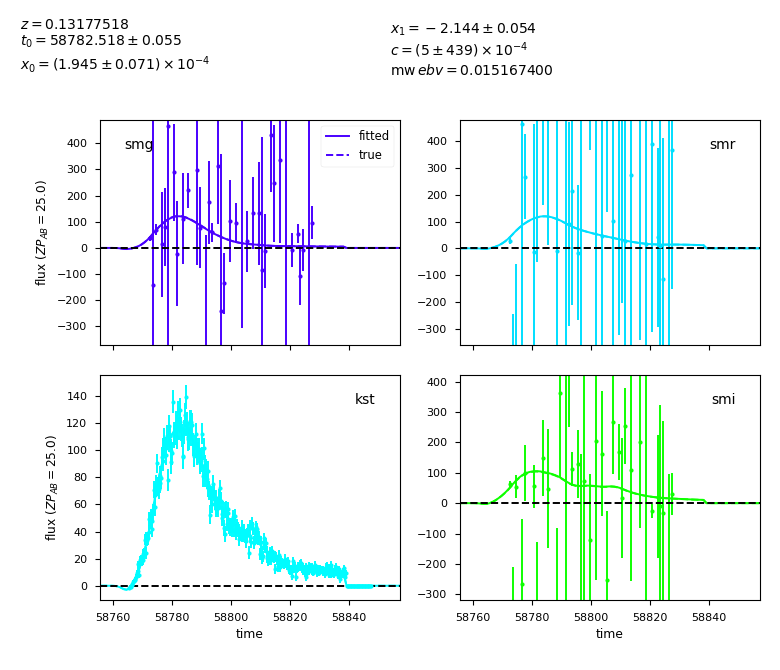 z = 0.13177518
t₀ = 58782.518 ± 0.055
x₀ = (1.945 ± 0.071) × 10⁻⁴
x₁ = −2.144 ± 0.054
c = (5 ± 439) × 10⁻⁴
mw ebv = 0.015167400
400
300
200
100
0
−100
−200
−300
flux (ZP_AB = 25.0)
smg
fitted
true
400
300
200
100
0
−100
−200
−300
smr
140
120
100
80
60
40
20
0
flux (ZP_AB = 25.0)
kst
58760 58780 58800 58820 58840
time
400
300
200
100
0
−100
−200
−300
smi
58760 58780 58800 58820 58840
time